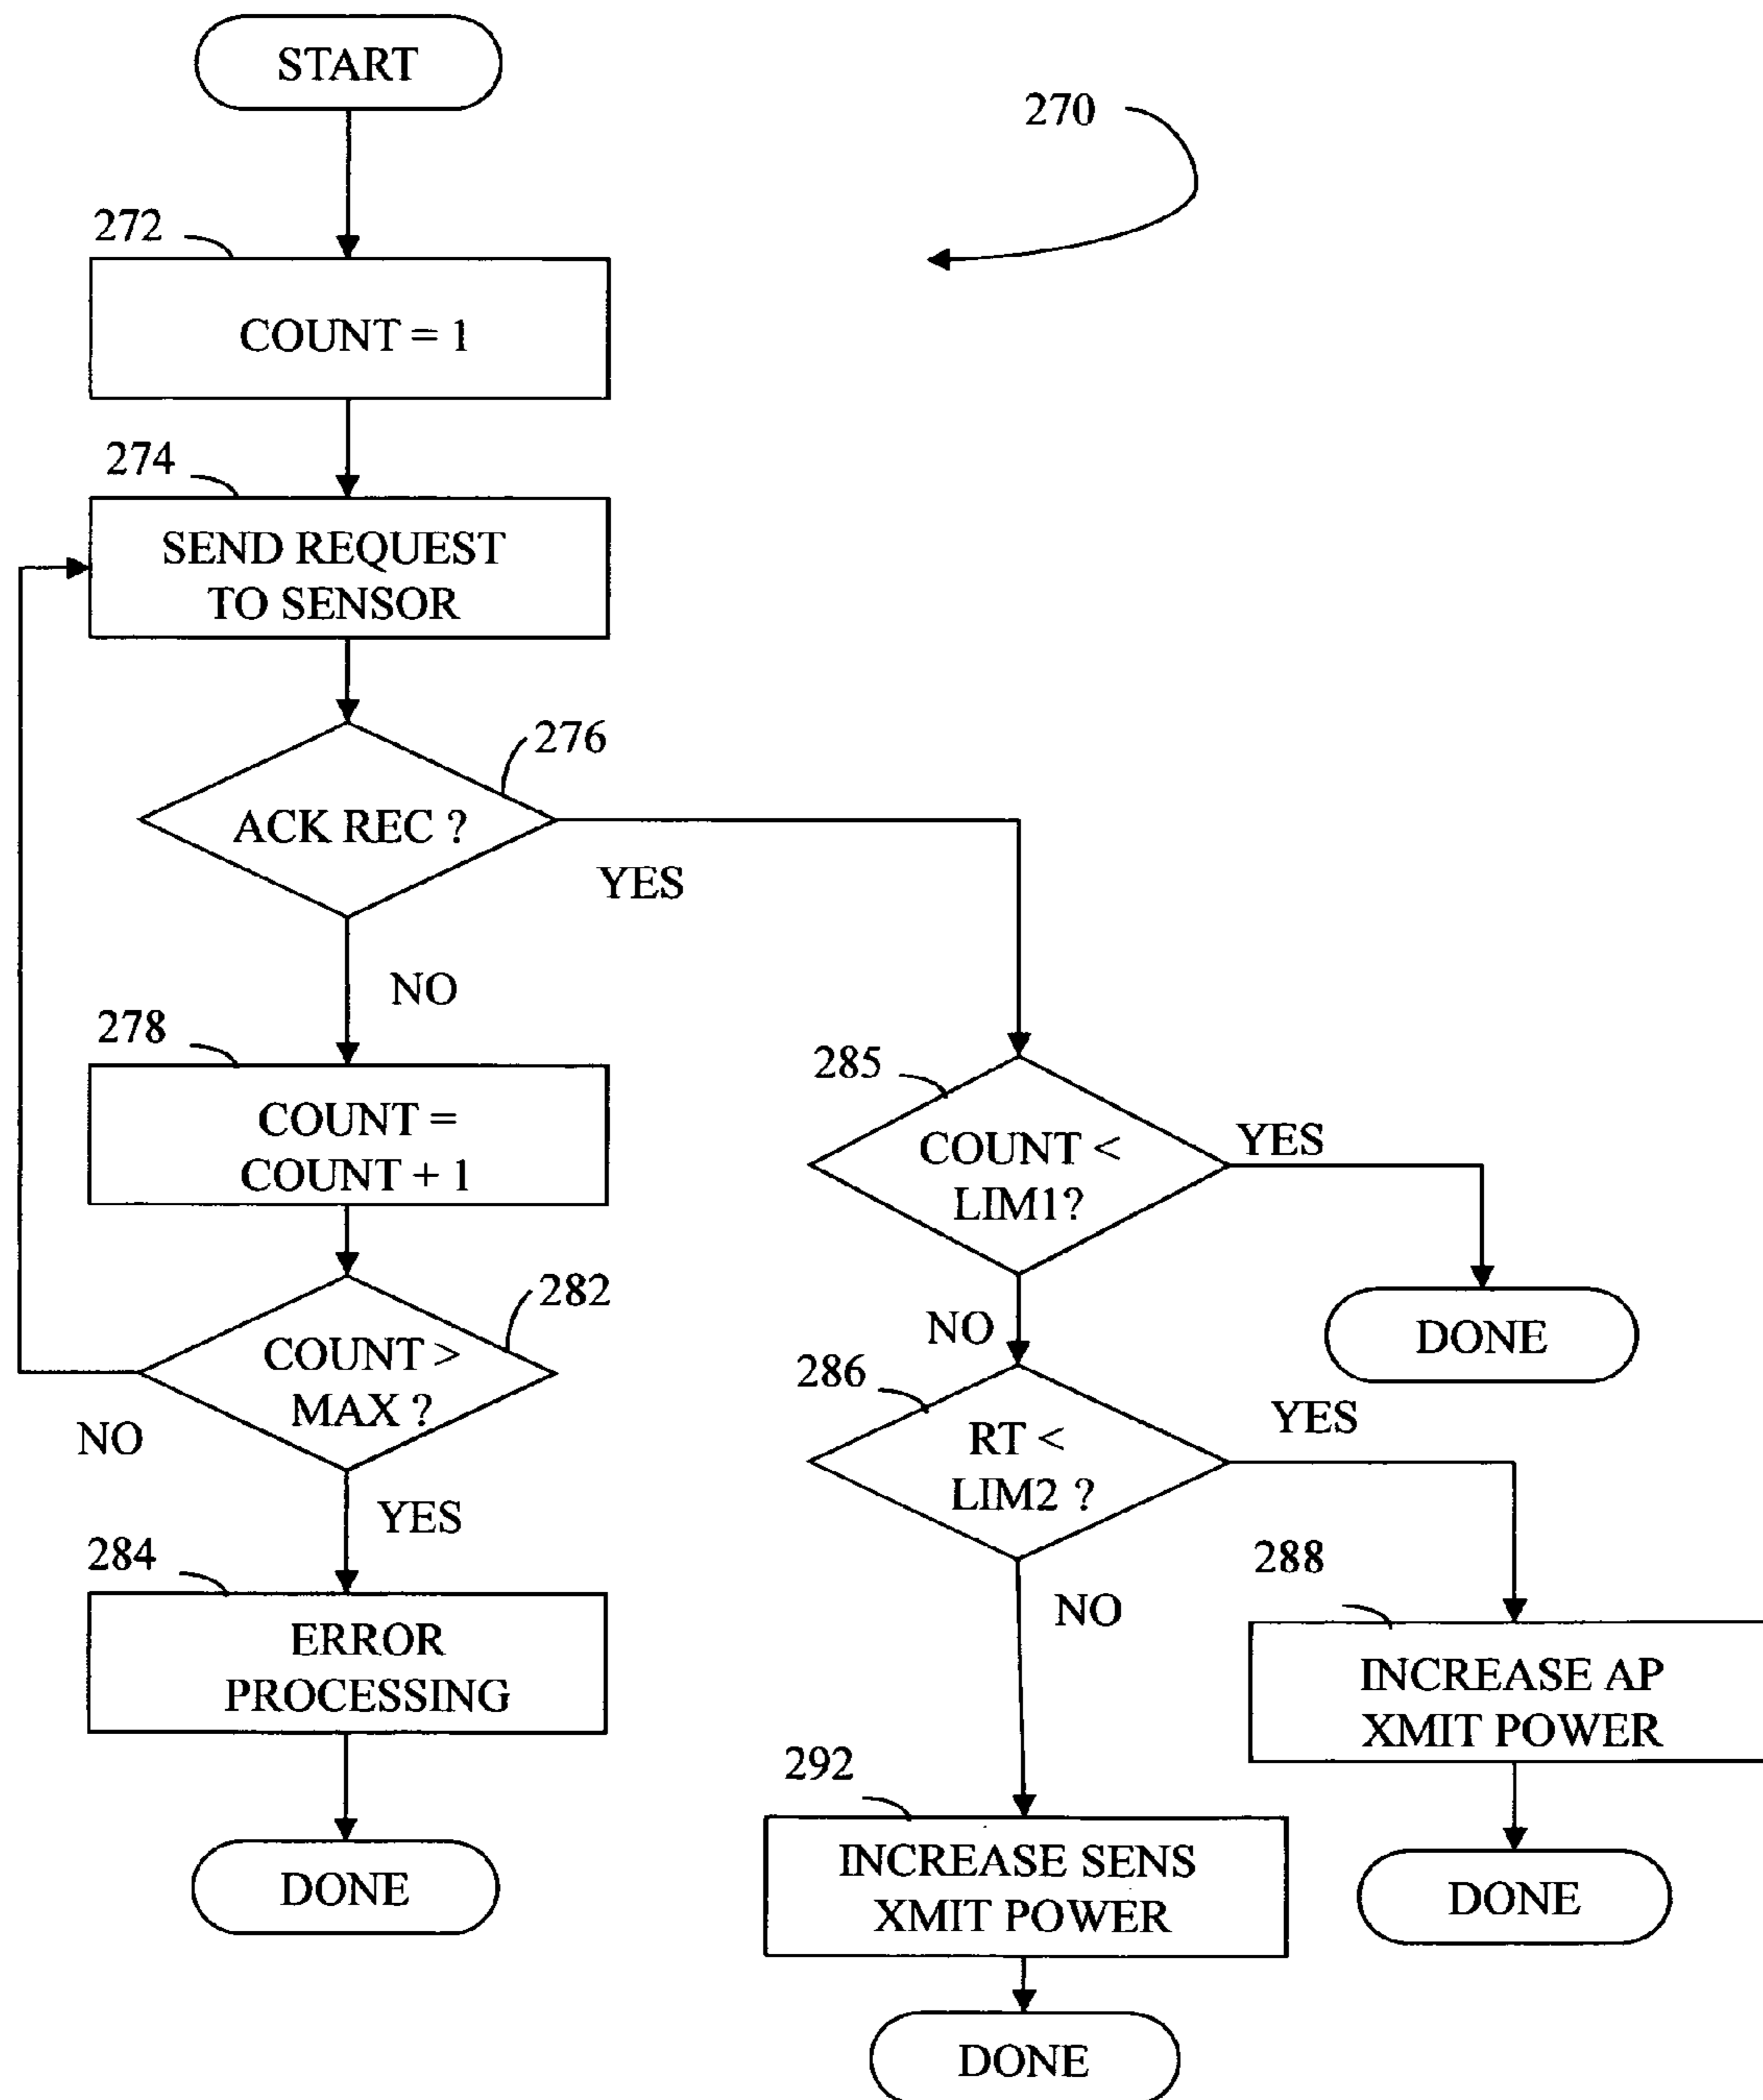 START
270
272
COUNT = 1
274
SEND REQUEST
TO SENSOR
276
ACK REC ?
YES
NO
278
COUNT =
COUNT + 1
282
COUNT >
MAX ?
NO
YES
284
ERROR
PROCESSING
DONE
285
COUNT <
LIM1?
YES
DONE
NO
286
RT <
LIM2 ?
YES
288
INCREASE AP
XMIT POWER
DONE
NO
292
INCREASE SENS
XMIT POWER
DONE